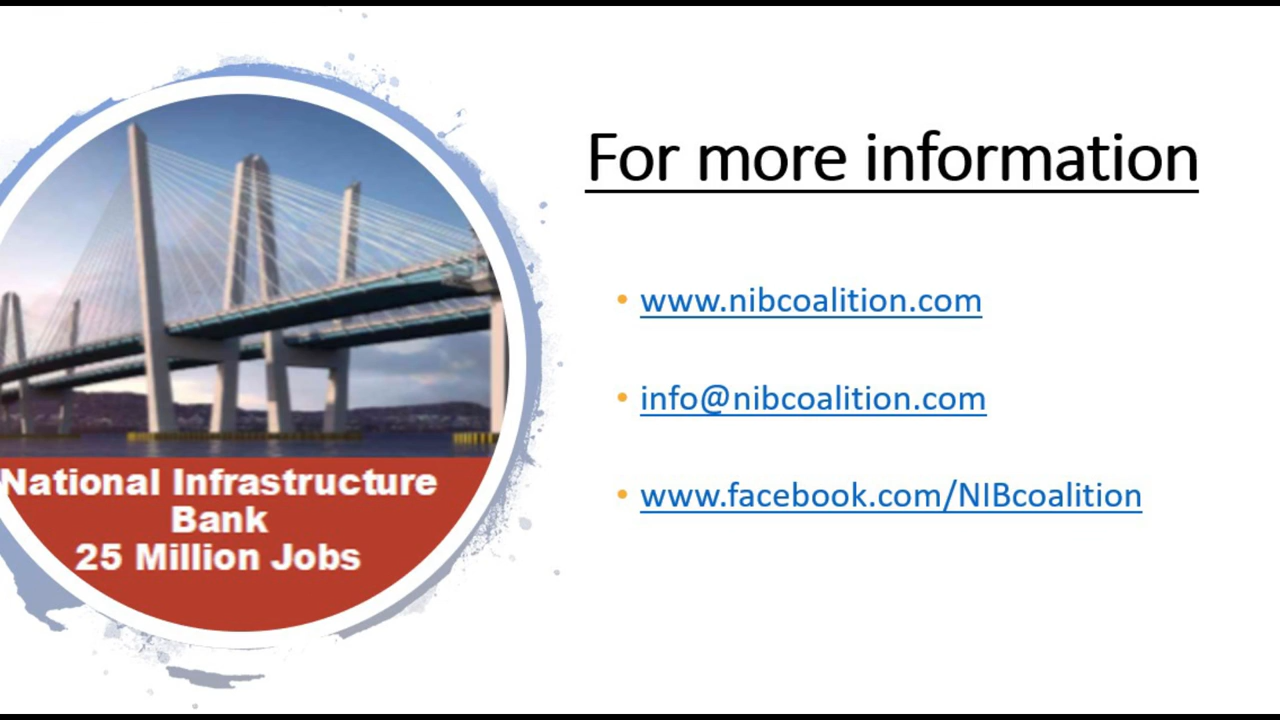 For more information
www.nibcoalition.com
info@nibcoalition.com
www.facebook.com/NIBcoalition
National Infrastructure
Bank
25 Million Jobs